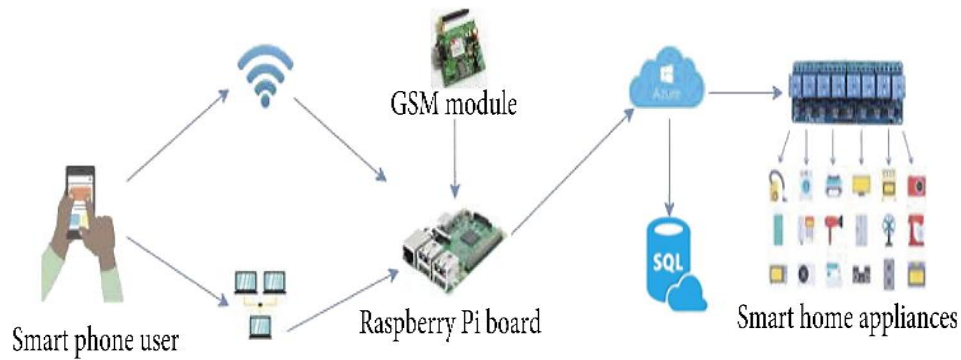 GSM module
Azure
SQL
Smart phone user
Raspberry Pi board
Smart home appliances